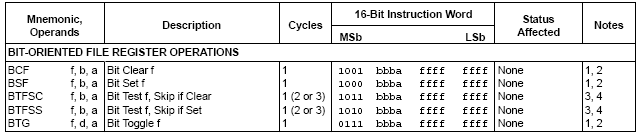 Mnemonic, Operands Description Cycles 16-Bit Instruction Word Status Affected Notes
MSb LSb
BIT-ORIENTED FILE REGISTER OPERATIONS
BCF f, b, a Bit Clear f 1 1001 bbba ffff ffff None 1, 2
BSF f, b, a Bit Set f 1 1000 bbba ffff ffff None 1, 2
BTFSC f, b, a Bit Test f, Skip if Clear 1 (2 or 3) 1011 bbba ffff ffff None 3, 4
BTFSS f, b, a Bit Test f, Skip if Set 1 (2 or 3) 1010 bbba ffff ffff None 3, 4
BTG f, d, a Bit Toggle f 1 0111 bbba ffff ffff None 1, 2